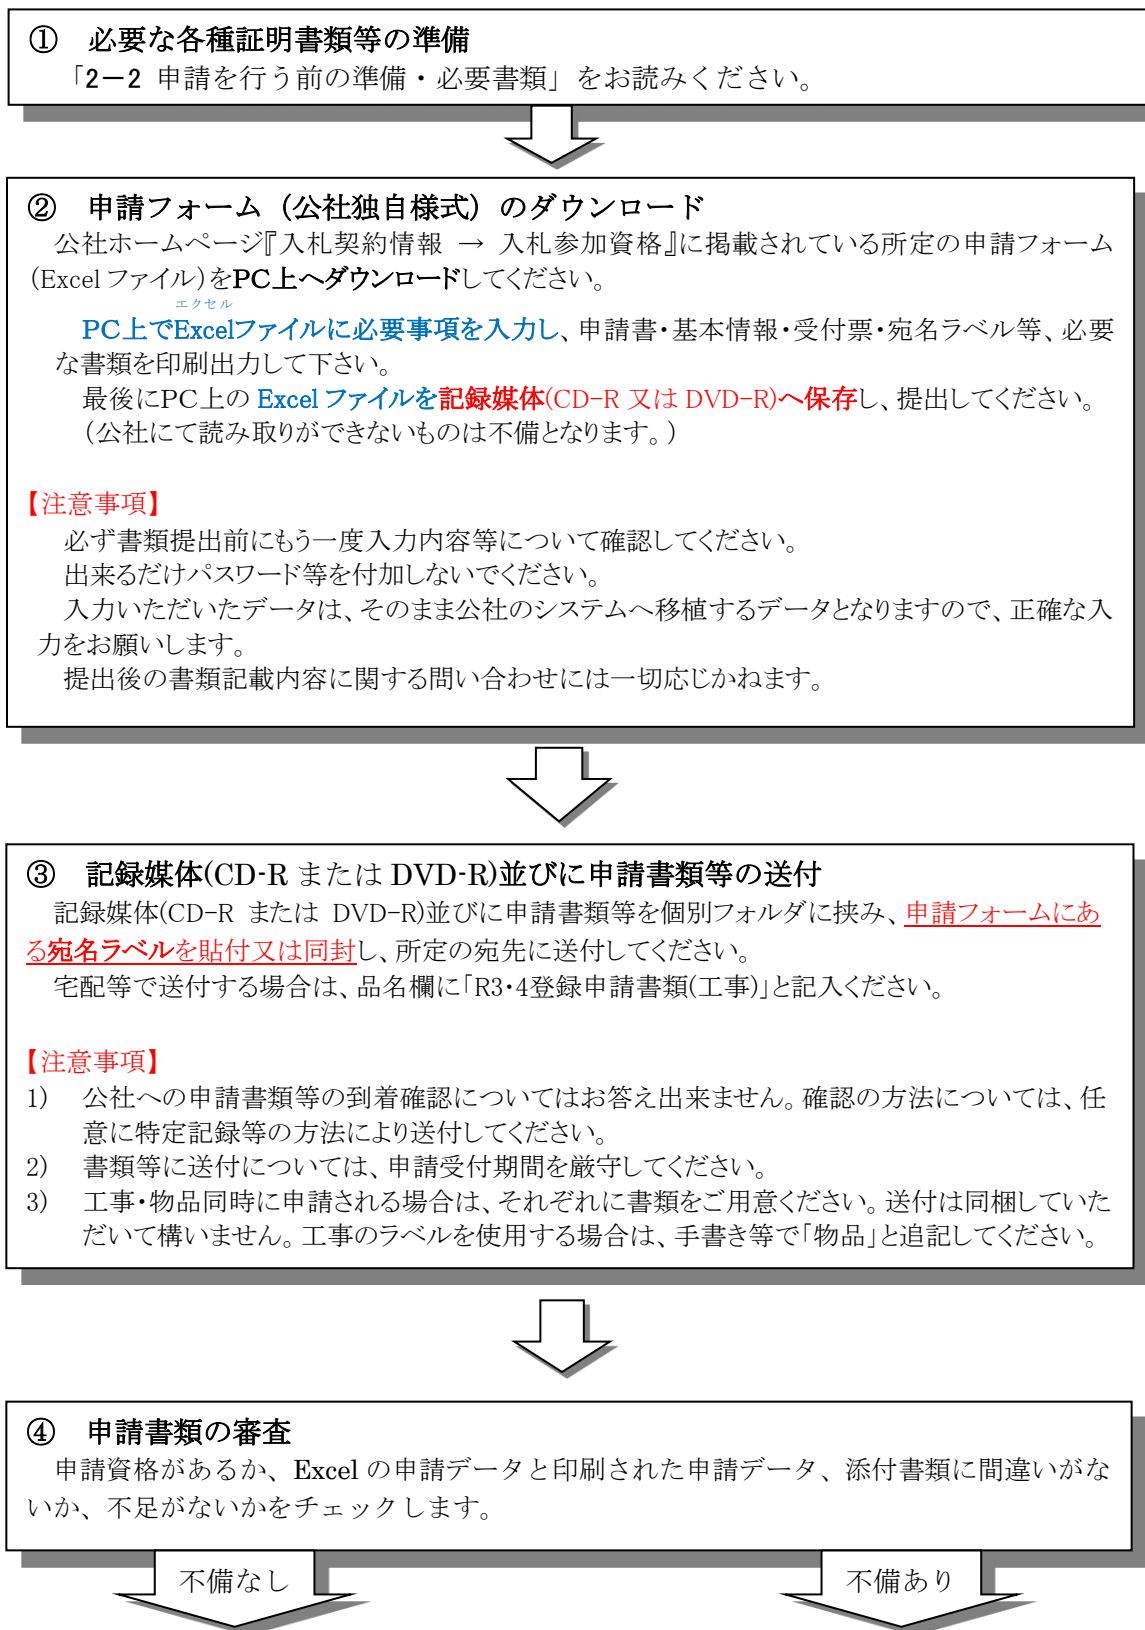 ① 必要な各種証明書類等の準備
「2－2 申請を行う前の準備・必要書類」をお読みください。
② 申請フォーム（公社独自様式）のダウンロード
公社ホームページ『入札契約情報 → 入札参加資格』に掲載されている所定の申請フォーム
(Excel ファイル)をPC上へダウンロードしてください。
エクセル
PC上でExcelファイルに必要事項を入力し、申請書・基本情報・受付票・宛名ラベル等、必要
な書類を印刷出力して下さい。
最後にPC上の Excel ファイルを記録媒体(CD-R 又は DVD-R)へ保存し、提出してください。
（公社にて読み取りができないものは不備となります。）
【注意事項】
必ず書類提出前にもう一度入力内容等について確認してください。
出来るだけパスワード等を付加しないでください。
入力いただいたデータは、そのまま公社のシステムへ移植するデータとなりますので、正確な入
力をお願いします。
提出後の書類記載内容に関する問い合わせには一切応じかねます。
③ 記録媒体(CD-R または DVD-R)並びに申請書類等の送付
記録媒体(CD-R または DVD-R)並びに申請書類等を個別フォルダに挟み、申請フォームにあ
る宛名ラベルを貼付又は同封し、所定の宛先に送付してください。
宅配等で送付する場合は、品名欄に「R3・4登録申請書類(工事)」と記入ください。
【注意事項】
1) 公社への申請書類等の到着確認についてはお答え出来ません。確認の方法については、任
意に特定記録等の方法により送付してください。
2) 書類等に送付については、申請受付期間を厳守してください。
3) 工事・物品同時に申請される場合は、それぞれに書類をご用意ください。送付は同梱していた
だいて構いません。工事のラベルを使用する場合は、手書き等で「物品」と追記してください。
④ 申請書類の審査
申請資格があるか、Excel の申請データと印刷された申請データ、添付書類に間違いがな
いか、不足がないかをチェックします。
不備なし
不備あり